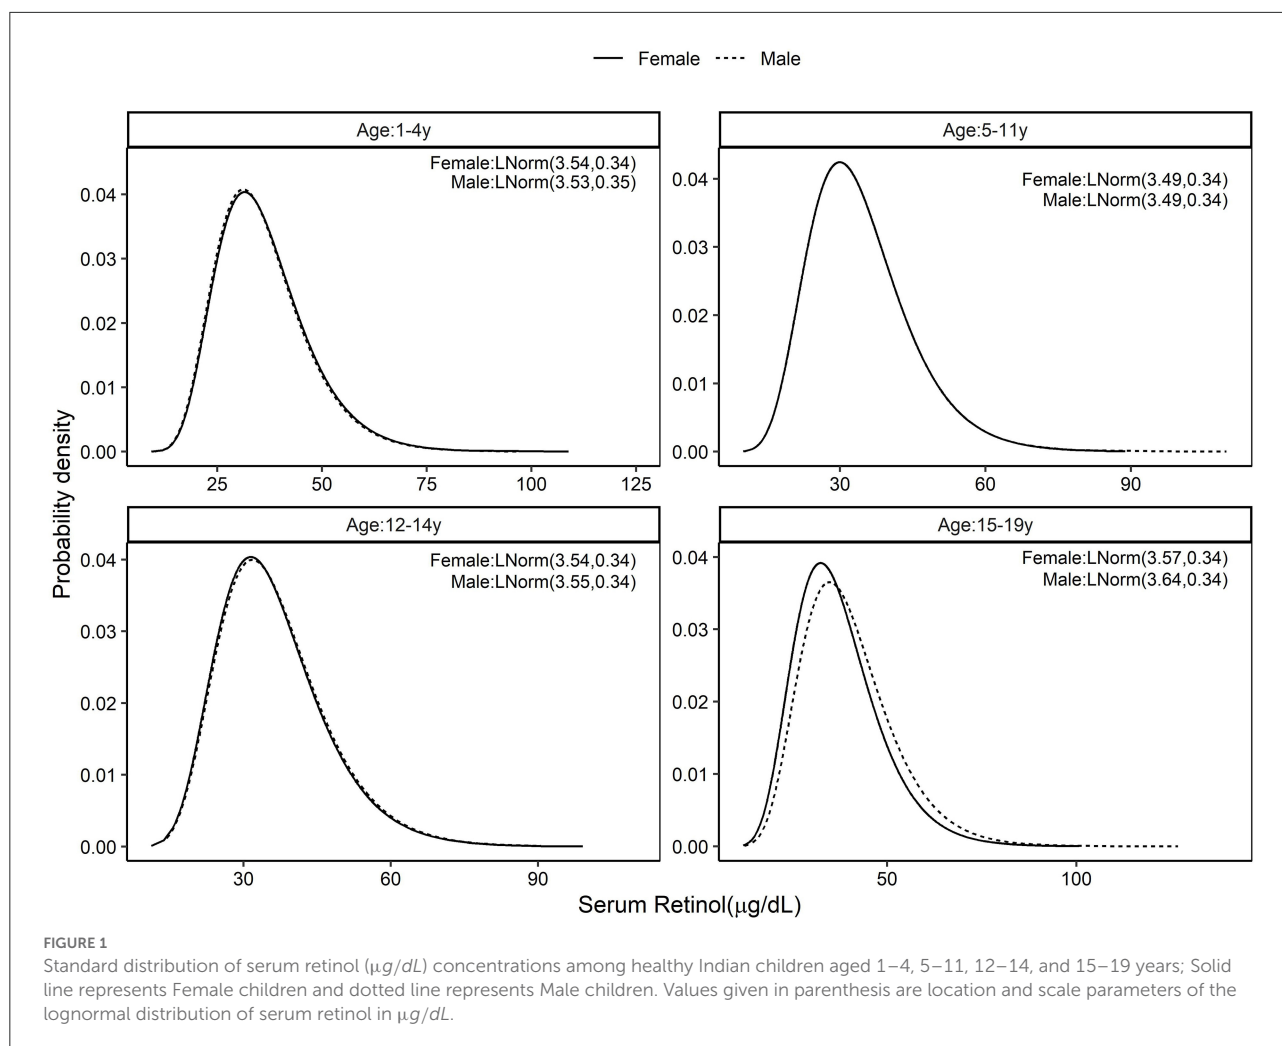 Female Male
Age:1-4y
Female:LNorm(3.54,0.34)
Male:LNorm(3.53,0.35)
0.04
0.03
0.02
0.01
0.00
25 50 75 100 125
Age:5-11y
Female:LNorm(3.49,0.34)
Male:LNorm(3.49,0.34)
0.04
0.03
0.02
0.01
0.00
30 60 90
Probability density
Age:12-14y
Female:LNorm(3.54,0.34)
Male:LNorm(3.55,0.34)
0.04
0.03
0.02
0.01
0.00
30 60 90
Age:15-19y
Female:LNorm(3.57,0.34)
Male:LNorm(3.64,0.34)
0.04
0.03
0.02
0.01
0.00
50 100
Serum Retinol(μg/dL)
FIGURE 1
Standard distribution of serum retinol (μg/dL) concentrations among healthy Indian children aged 1–4, 5–11, 12–14, and 15–19 years; Solid
line represents Female children and dotted line represents Male children. Values given in parenthesis are location and scale parameters of the
lognormal distribution of serum retinol in μg/dL.